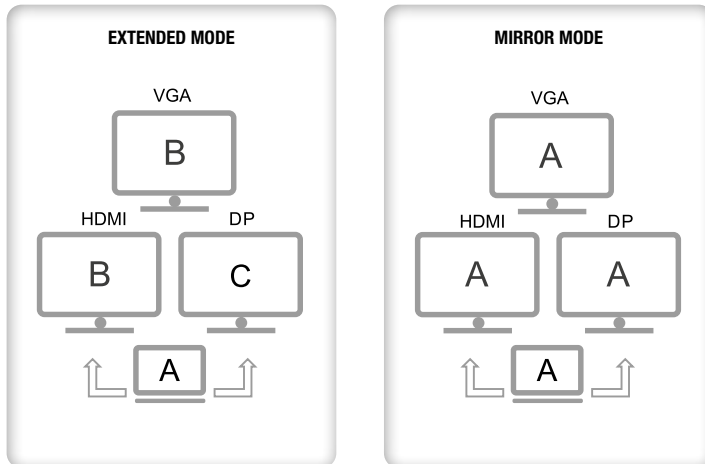 EXTENDED MODE
VGA
B
HDMI DP
B C
A
MIRROR MODE
VGA
A
HDMI DP
A A
A